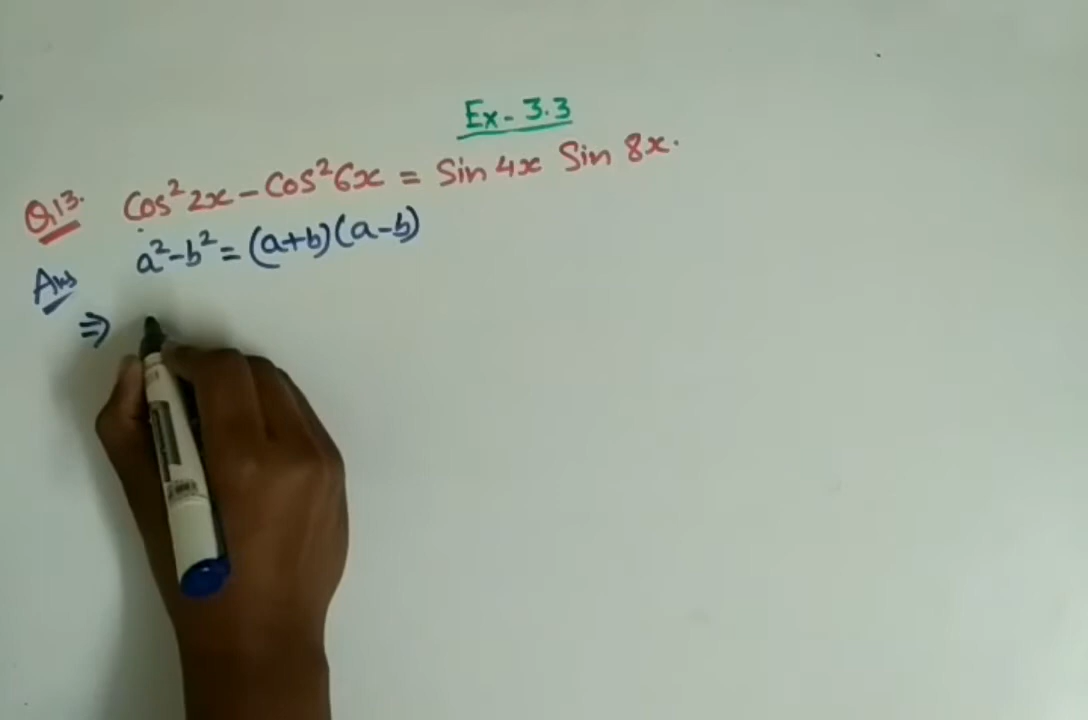 Ex- 3.3
Q13. Cos²2x - Cos²6x = Sin 4x Sin 8x.
Ans a²-b² = (a+b)(a-b)
⇒